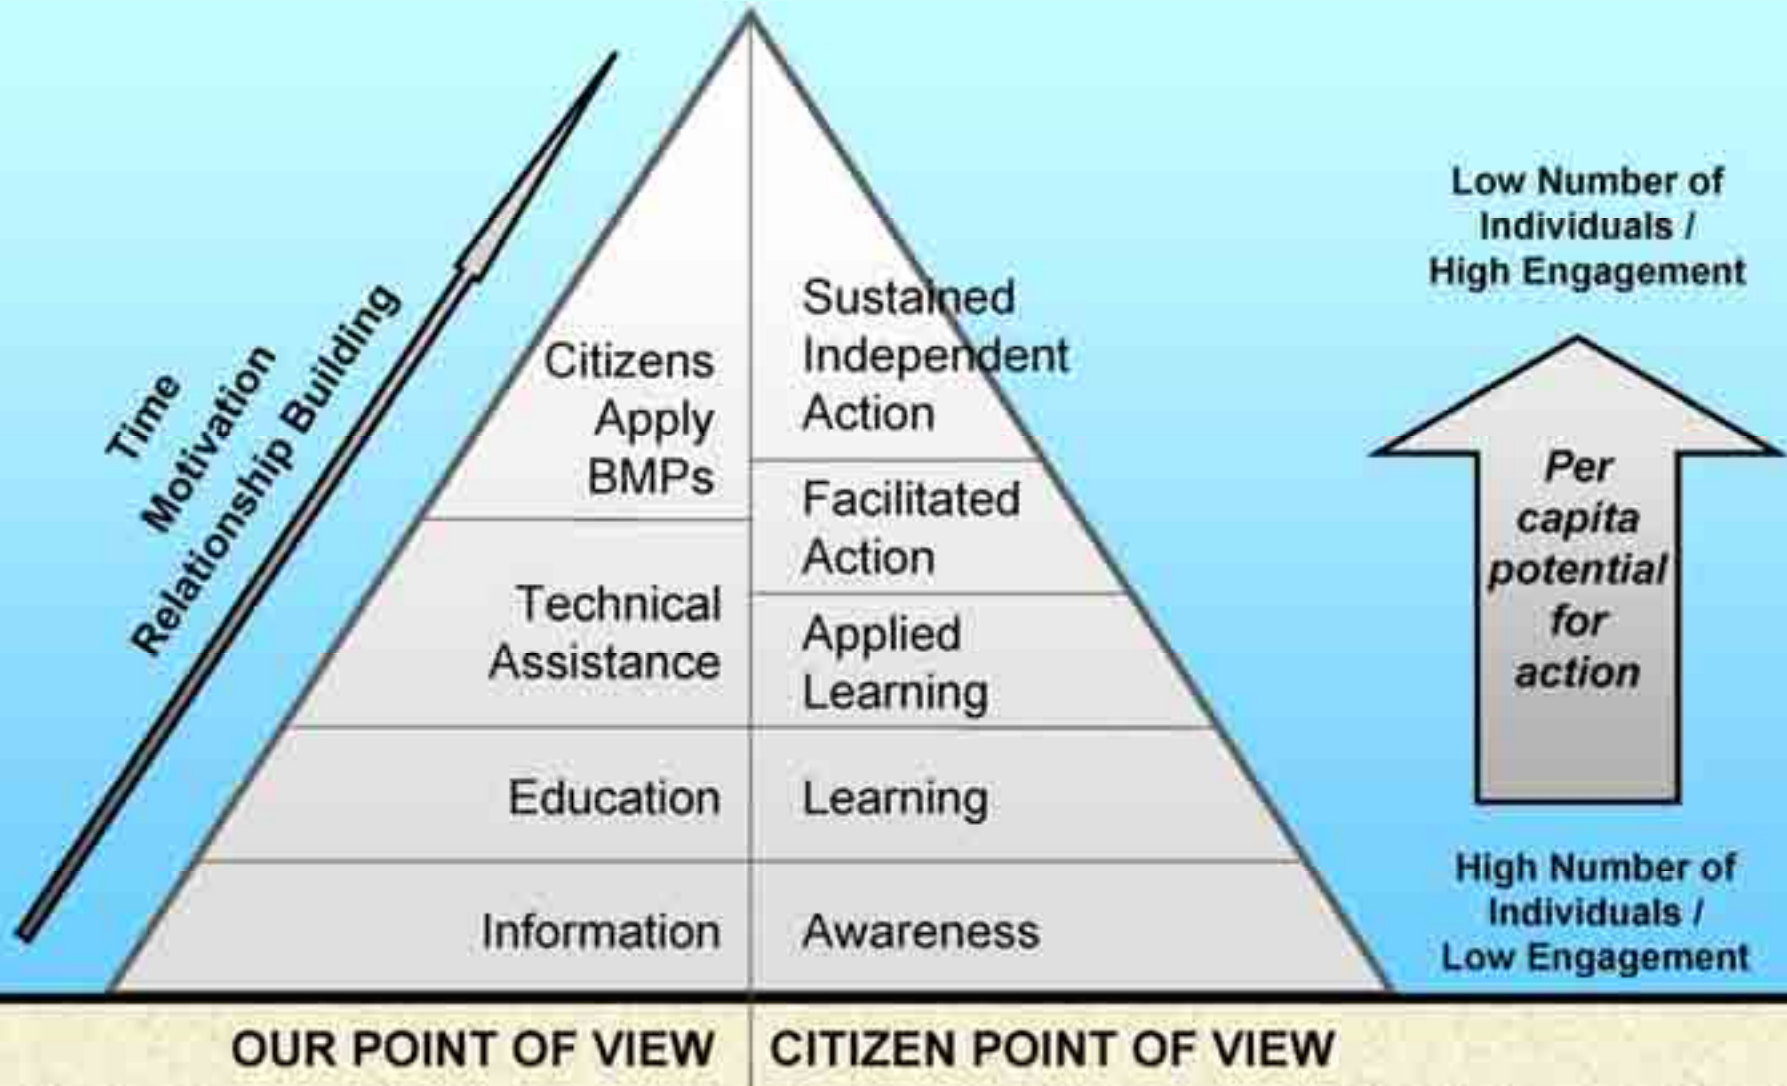 Time
Motivation
Relationship Building
Citizens
Apply
BMPs
Technical
Assistance
Education
Information
Sustained
Independent
Action
Facilitated
Action
Applied
Learning
Learning
Awareness
Low Number of
Individuals /
High Engagement
Per
capita
potential
for
action
High Number of
Individuals /
Low Engagement
OUR POINT OF VIEW
CITIZEN POINT OF VIEW